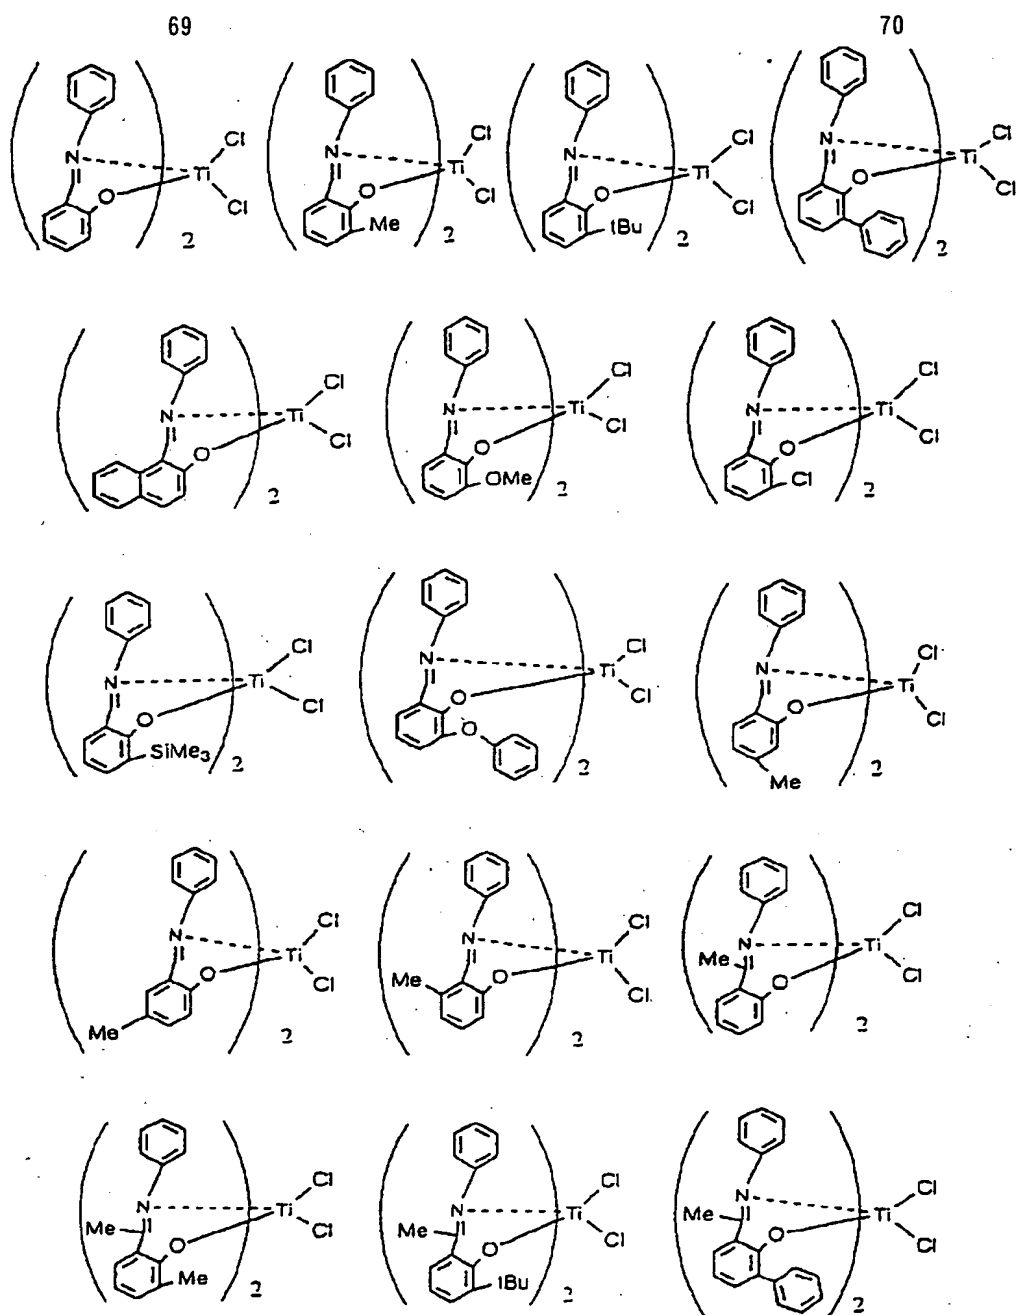 69 70
N O Ti Cl Cl 2 N O Me Ti Cl Cl 2 N O tBu Ti Cl Cl 2 N O Ti Cl Cl 2
N O Ti Cl Cl 2 N O OMe Ti Cl Cl 2 N O Cl Ti Cl Cl 2
N O SiMe3 Ti Cl Cl 2 N O O Ti Cl Cl 2 N O Me Ti Cl Cl 2
N O Me Ti Cl Cl 2 N O Me Ti Cl Cl 2 N Me O Ti Cl Cl 2
N Me O Me Ti Cl Cl 2 N Me O tBu Ti Cl Cl 2 N Me O Ti Cl Cl 2